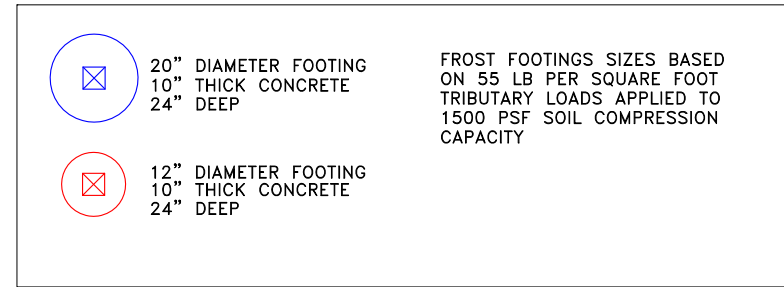 20” DIAMETER FOOTING
10” THICK CONCRETE
24” DEEP
FROST FOOTINGS SIZES BASED
ON 55 LB PER SQUARE FOOT
TRIBUTARY LOADS APPLIED TO
1500 PSF SOIL COMPRESSION
CAPACITY
12” DIAMETER FOOTING
10” THICK CONCRETE
24” DEEP